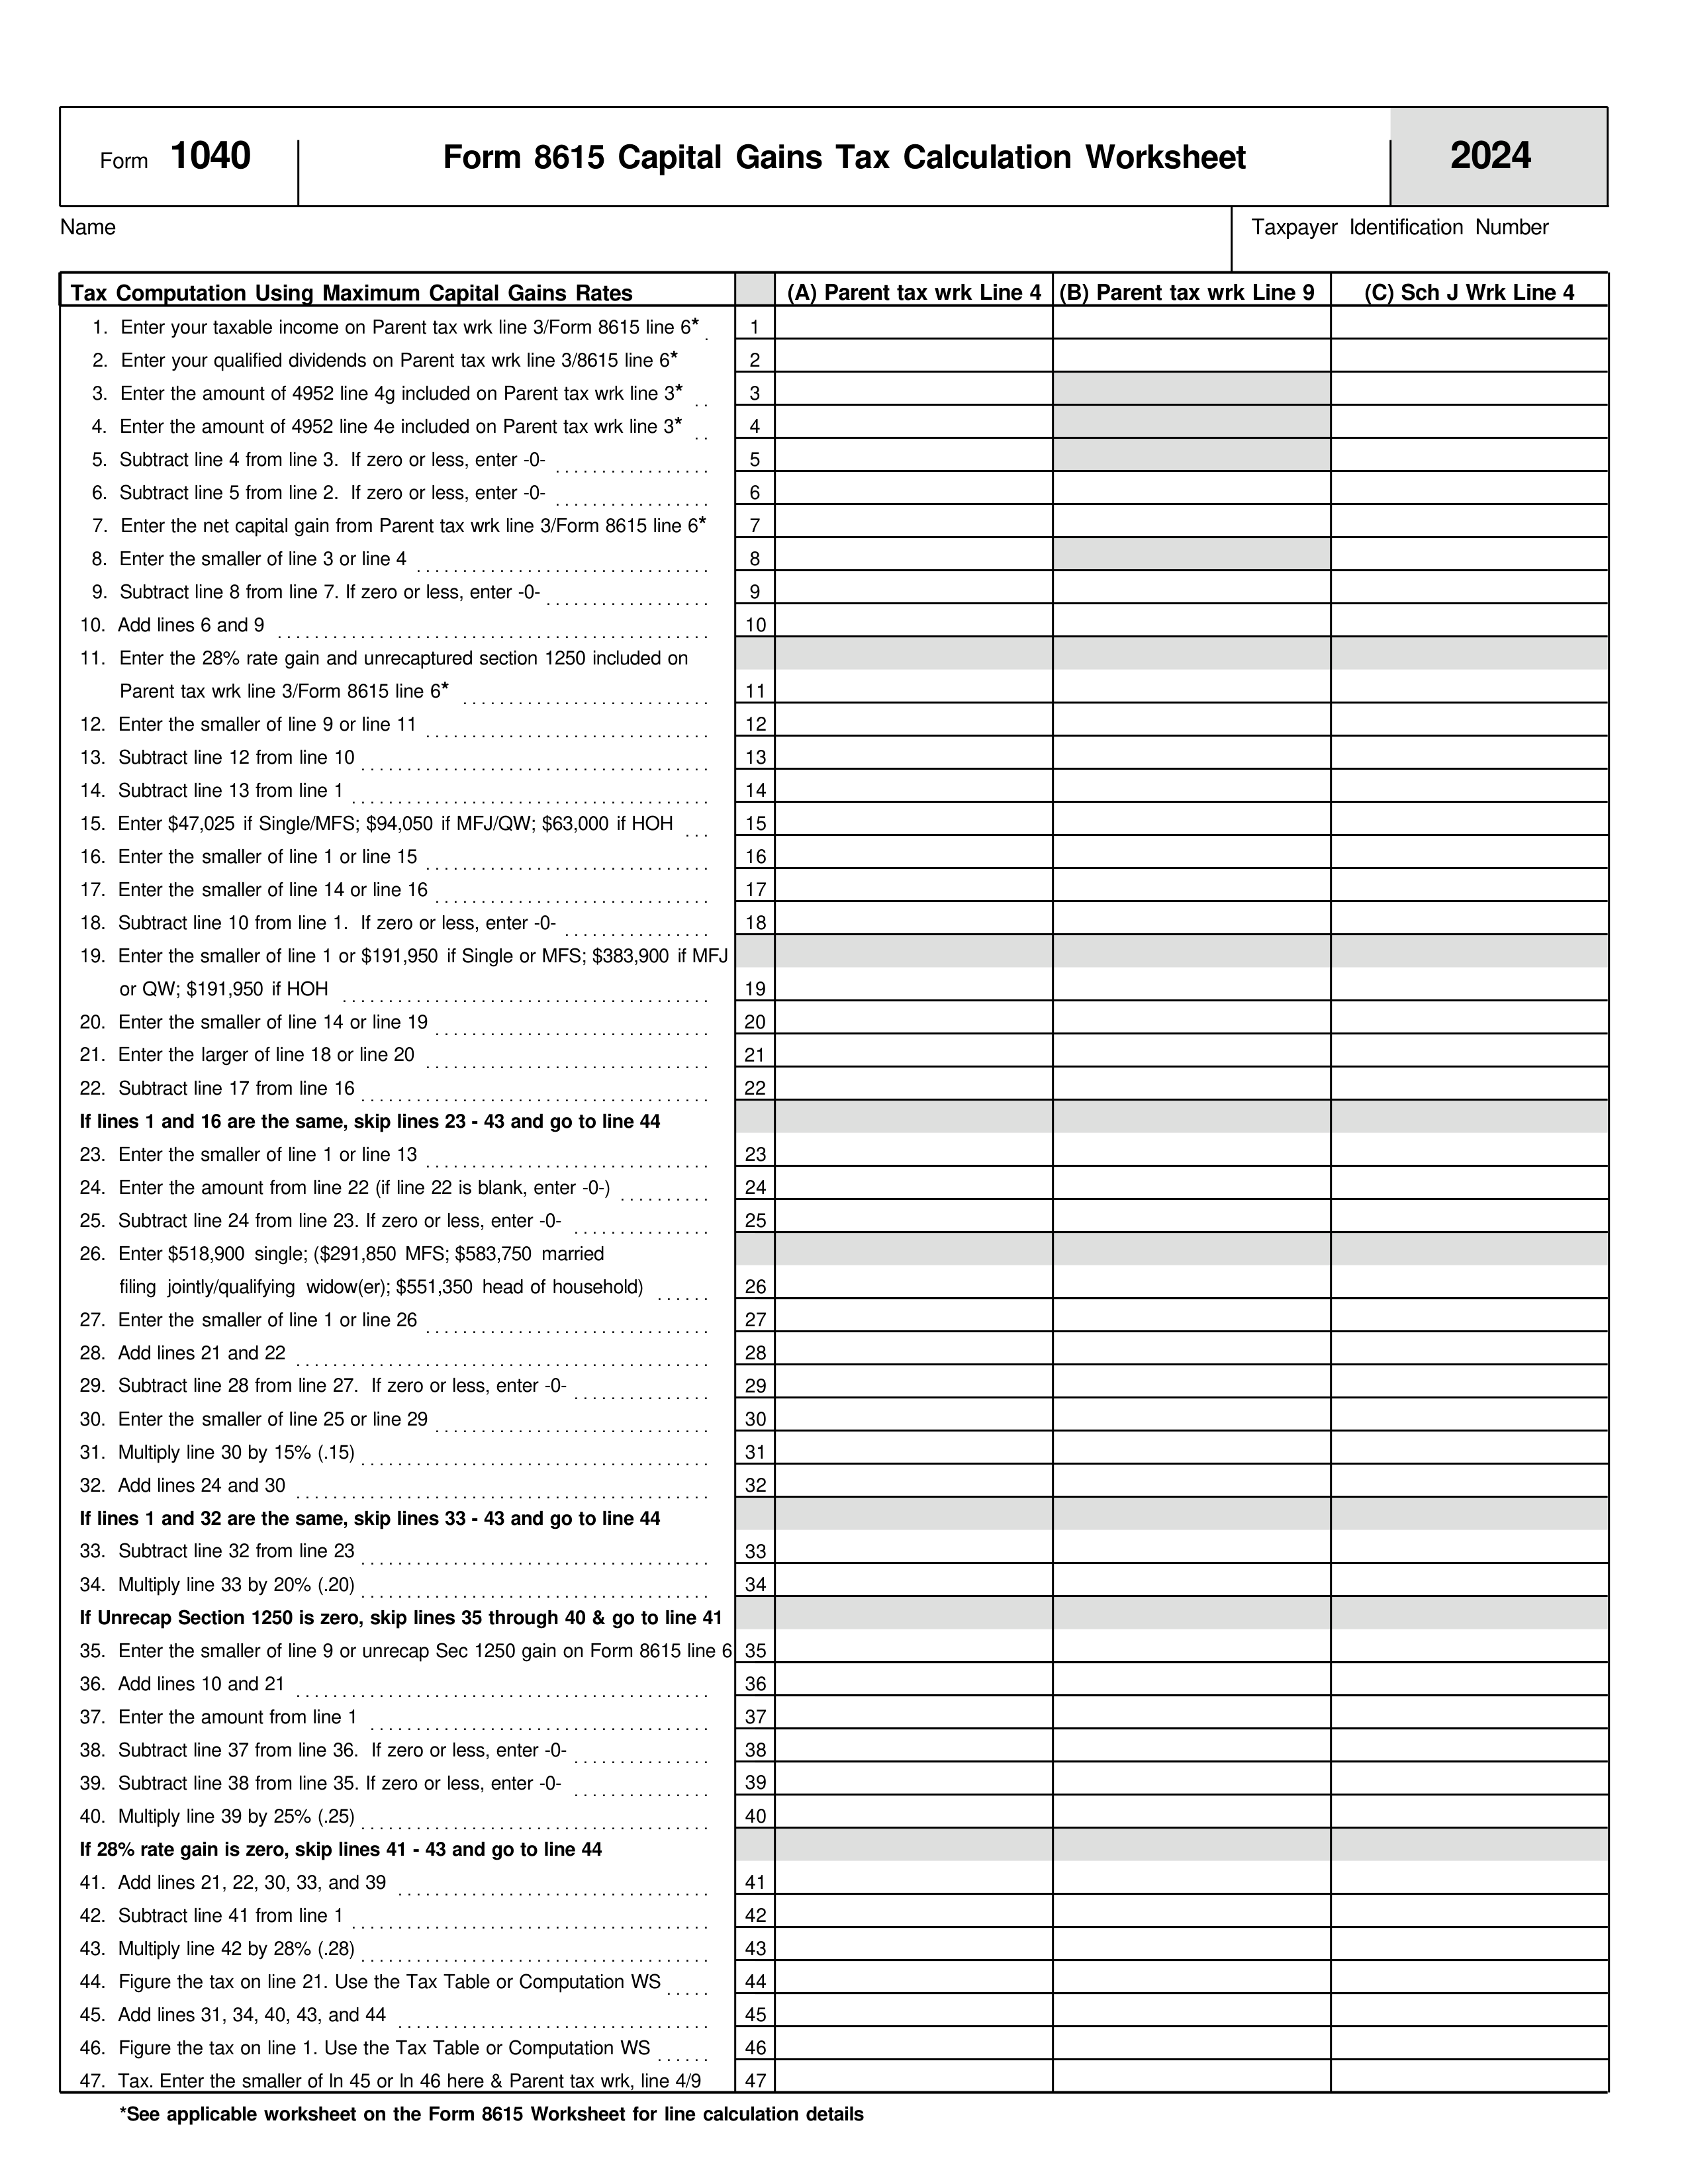 Form 1040 Form 8615 Capital Gains Tax Calculation Worksheet 2024
Name Taxpayer Identification Number
Tax Computation Using Maximum Capital Gains Rates (A) Parent tax wrk Line 4 (B) Parent tax wrk Line 9 (C) Sch J Wrk Line 4
1. Enter your taxable income on Parent tax wrk line 3/Form 8615 line 6* . 1
2. Enter your qualified dividends on Parent tax wrk line 3/8615 line 6* 2
3. Enter the amount of 4952 line 4g included on Parent tax wrk line 3* . . 3
4. Enter the amount of 4952 line 4e included on Parent tax wrk line 3* . . 4
5. Subtract line 4 from line 3. If zero or less, enter -0- . . . . . . . . . . . . . . . . . 5
6. Subtract line 5 from line 2. If zero or less, enter -0- . . . . . . . . . . . . . . . . . 6
7. Enter the net capital gain from Parent tax wrk line 3/Form 8615 line 6* 7
8. Enter the smaller of line 3 or line 4 . . . . . . . . . . . . . . . . . . . . . . . . . . . . . . . . 8
9. Subtract line 8 from line 7. If zero or less, enter -0- . . . . . . . . . . . . . . . . . . 9
10. Add lines 6 and 9 . . . . . . . . . . . . . . . . . . . . . . . . . . . . . . . . . . . . . . . . . . . . . . . 10
11. Enter the 28% rate gain and unrecaptured section 1250 included on
Parent tax wrk line 3/Form 8615 line 6* . . . . . . . . . . . . . . . . . . . . . . . . . . . 11
12. Enter the smaller of line 9 or line 11 . . . . . . . . . . . . . . . . . . . . . . . . . . . . . . . 12
13. Subtract line 12 from line 10 . . . . . . . . . . . . . . . . . . . . . . . . . . . . . . . . . . . . . . 13
14. Subtract line 13 from line 1 . . . . . . . . . . . . . . . . . . . . . . . . . . . . . . . . . . . . . . . 14
15. Enter $47,025 if Single/MFS; $94,050 if MFJ/QW; $63,000 if HOH . . . 15
16. Enter the smaller of line 1 or line 15 . . . . . . . . . . . . . . . . . . . . . . . . . . . . . . . 16
17. Enter the smaller of line 14 or line 16 . . . . . . . . . . . . . . . . . . . . . . . . . . . . . . 17
18. Subtract line 10 from line 1. If zero or less, enter -0- . . . . . . . . . . . . . . . . 18
19. Enter the smaller of line 1 or $191,950 if Single or MFS; $383,900 if MFJ
or QW; $191,950 if HOH . . . . . . . . . . . . . . . . . . . . . . . . . . . . . . . . . . . . . . . . 19
20. Enter the smaller of line 14 or line 19 . . . . . . . . . . . . . . . . . . . . . . . . . . . . . . 20
21. Enter the larger of line 18 or line 20 . . . . . . . . . . . . . . . . . . . . . . . . . . . . . . . 21
22. Subtract line 17 from line 16 . . . . . . . . . . . . . . . . . . . . . . . . . . . . . . . . . . . . . . 22
If lines 1 and 16 are the same, skip lines 23 - 43 and go to line 44
23. Enter the smaller of line 1 or line 13 . . . . . . . . . . . . . . . . . . . . . . . . . . . . . . . 23
24. Enter the amount from line 22 (if line 22 is blank, enter -0-) . . . . . . . . . . 24
25. Subtract line 24 from line 23. If zero or less, enter -0- . . . . . . . . . . . . . . . 25
26. Enter $518,900 single; ($291,850 MFS; $583,750 married
filing jointly/qualifying widow(er); $551,350 head of household) . . . . . . 26
27. Enter the smaller of line 1 or line 26 . . . . . . . . . . . . . . . . . . . . . . . . . . . . . . . 27
28. Add lines 21 and 22 . . . . . . . . . . . . . . . . . . . . . . . . . . . . . . . . . . . . . . . . . . . . . 28
29. Subtract line 28 from line 27. If zero or less, enter -0- . . . . . . . . . . . . . . . 29
30. Enter the smaller of line 25 or line 29 . . . . . . . . . . . . . . . . . . . . . . . . . . . . . . 30
31. Multiply line 30 by 15% (.15) . . . . . . . . . . . . . . . . . . . . . . . . . . . . . . . . . . . . . . 31
32. Add lines 24 and 30 . . . . . . . . . . . . . . . . . . . . . . . . . . . . . . . . . . . . . . . . . . . . . 32
If lines 1 and 32 are the same, skip lines 33 - 43 and go to line 44
33. Subtract line 32 from line 23 . . . . . . . . . . . . . . . . . . . . . . . . . . . . . . . . . . . . . . 33
34. Multiply line 33 by 20% (.20) . . . . . . . . . . . . . . . . . . . . . . . . . . . . . . . . . . . . . . 34
If Unrecap Section 1250 is zero, skip lines 35 through 40 & go to line 41
35. Enter the smaller of line 9 or unrecap Sec 1250 gain on Form 8615 line 6 35
36. Add lines 10 and 21 . . . . . . . . . . . . . . . . . . . . . . . . . . . . . . . . . . . . . . . . . . . . . 36
37. Enter the amount from line 1 . . . . . . . . . . . . . . . . . . . . . . . . . . . . . . . . . . . . . 37
38. Subtract line 37 from line 36. If zero or less, enter -0- . . . . . . . . . . . . . . . 38
39. Subtract line 38 from line 35. If zero or less, enter -0- . . . . . . . . . . . . . . . 39
40. Multiply line 39 by 25% (.25) . . . . . . . . . . . . . . . . . . . . . . . . . . . . . . . . . . . . . . 40
If 28% rate gain is zero, skip lines 41 - 43 and go to line 44
41. Add lines 21, 22, 30, 33, and 39 . . . . . . . . . . . . . . . . . . . . . . . . . . . . . . . . . . 41
42. Subtract line 41 from line 1 . . . . . . . . . . . . . . . . . . . . . . . . . . . . . . . . . . . . . . . 42
43. Multiply line 42 by 28% (.28) . . . . . . . . . . . . . . . . . . . . . . . . . . . . . . . . . . . . . . 43
44. Figure the tax on line 21. Use the Tax Table or Computation WS . . . . . 44
45. Add lines 31, 34, 40, 43, and 44 . . . . . . . . . . . . . . . . . . . . . . . . . . . . . . . . . . 45
46. Figure the tax on line 1. Use the Tax Table or Computation WS . . . . . . 46
47. Tax. Enter the smaller of ln 45 or ln 46 here & Parent tax wrk, line 4/9 47
*See applicable worksheet on the Form 8615 Worksheet for line calculation details